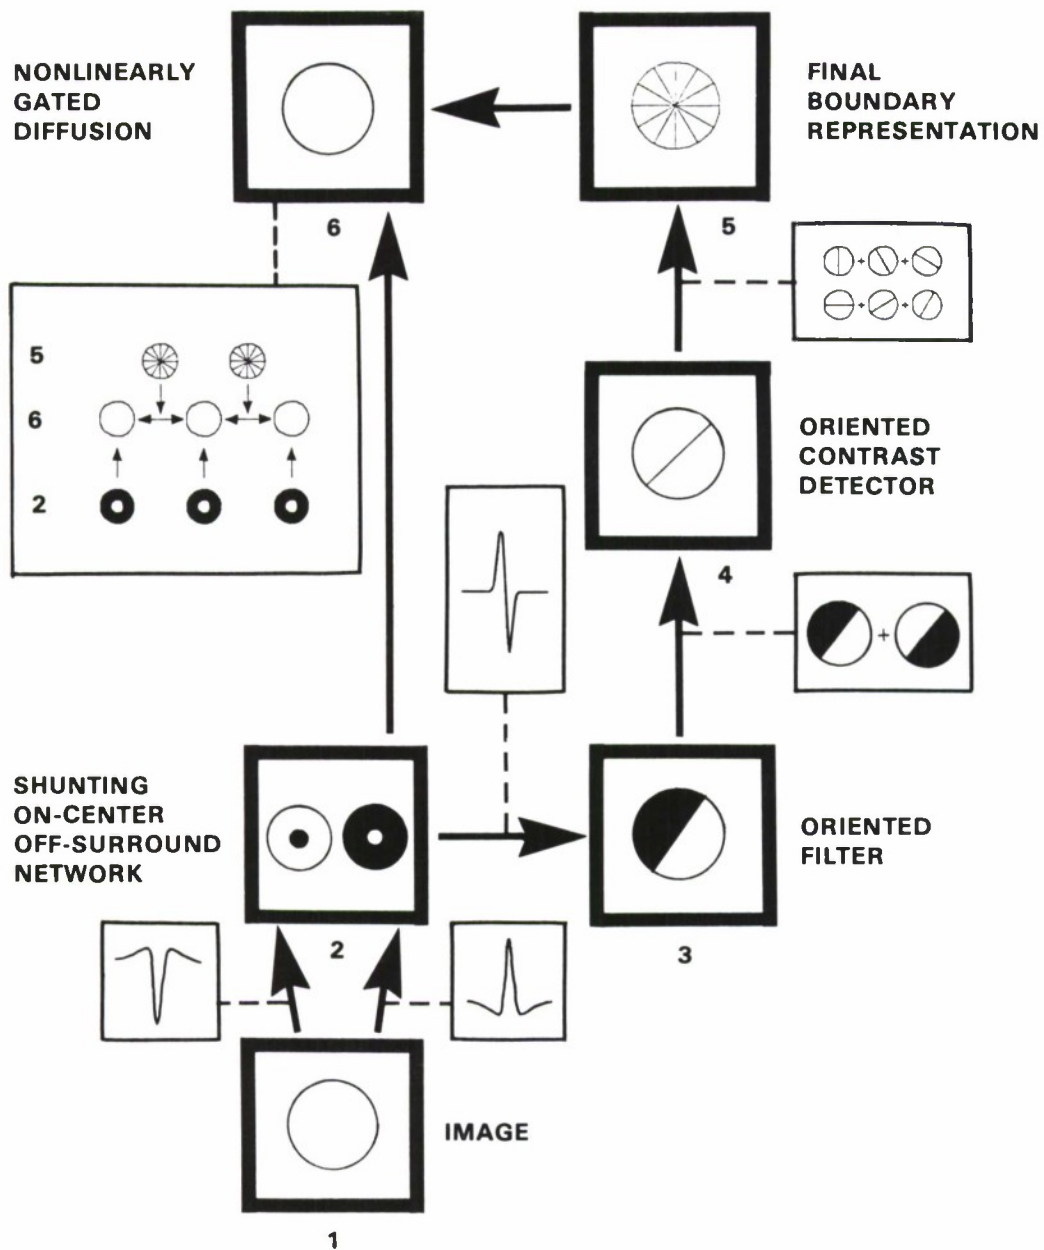 NONLINEARLY
GATED
DIFFUSION
FINAL
BOUNDARY
REPRESENTATION
6
5
5
6
2
+ +
+ +
ORIENTED
CONTRAST
DETECTOR
4
+
SHUNTING
ON-CENTER
OFF-SURROUND
NETWORK
ORIENTED
FILTER
2
3
IMAGE
1